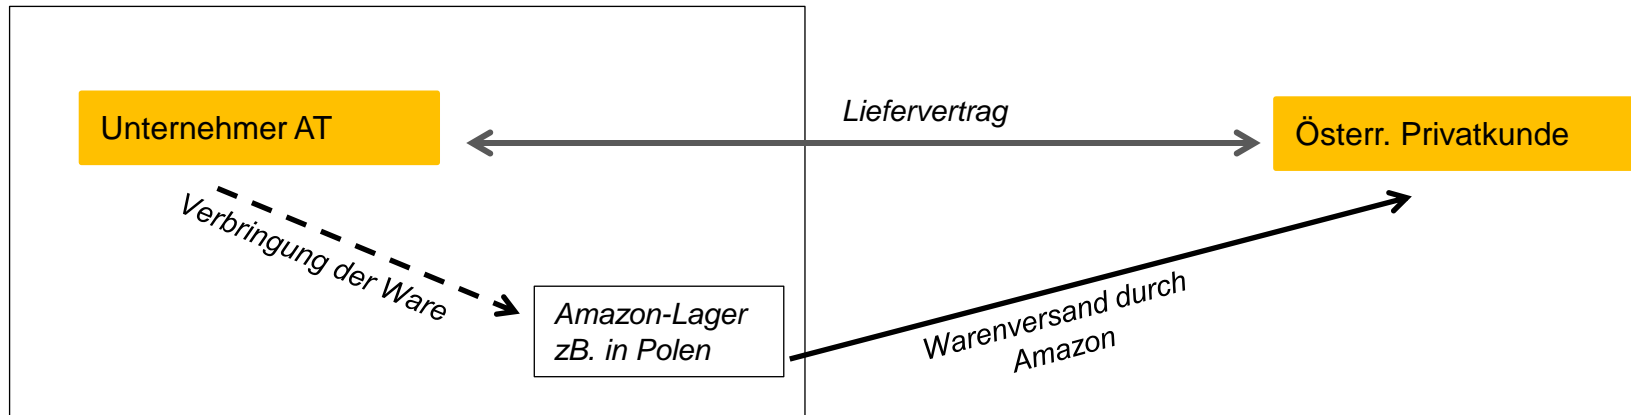 Unternehmer AT
Liefervertrag
Österr. Privatkunde
Verbringung der Ware
Amazon-Lager
zB. in Polen
Warenversand durch
Amazon